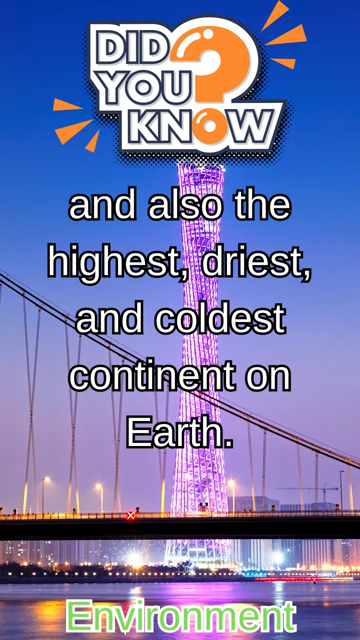 DID
YOU
KNOW
and also the
highest, driest,
and coldest
continent on
Earth.
Environment